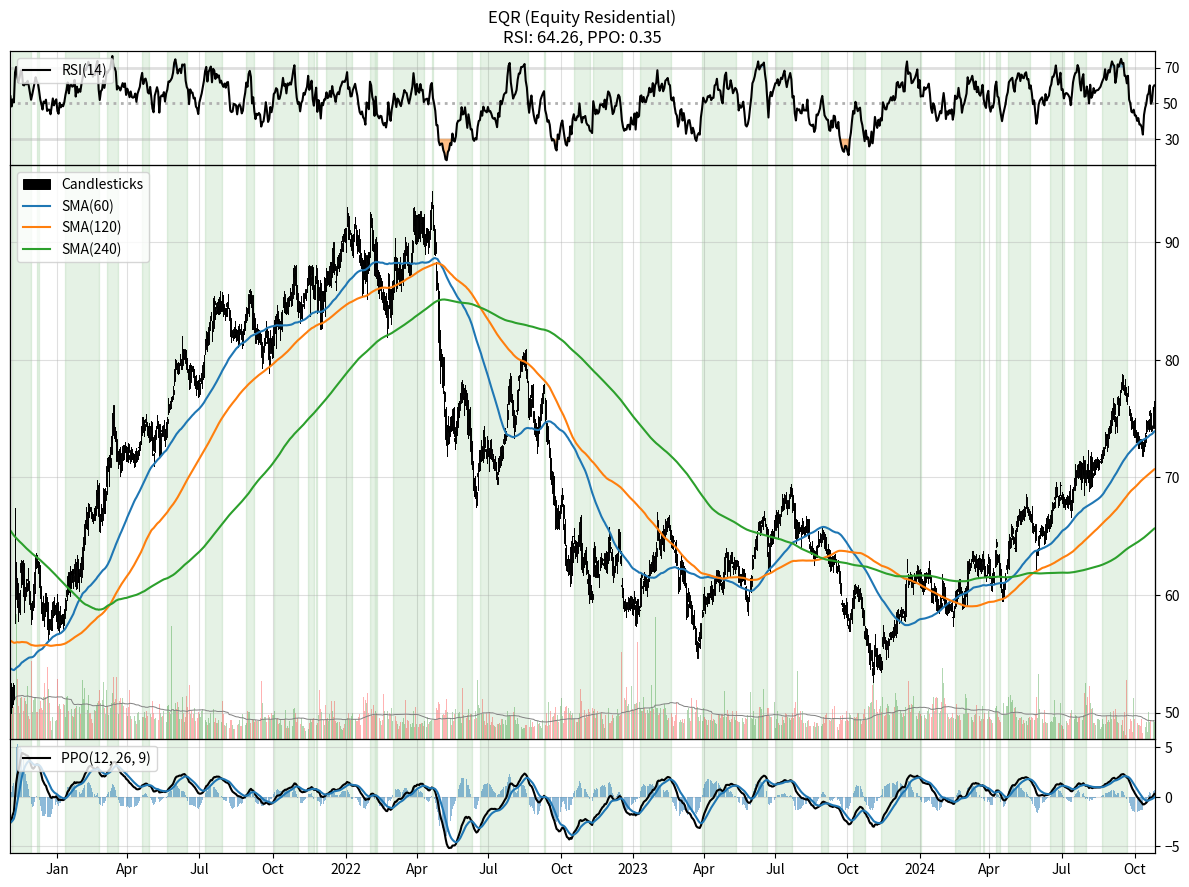 EQR (Equity Residential)
RSI: 64.26, PPO: 0.35
RSI(14)
70
50
30
Candlesticks
SMA(60)
SMA(120)
SMA(240)
90
80
70
60
50
PPO(12, 26, 9)
5
0
−5
Jan Apr Jul Oct 2022 Apr Jul Oct 2023 Apr Jul Oct 2024 Apr Jul Oct